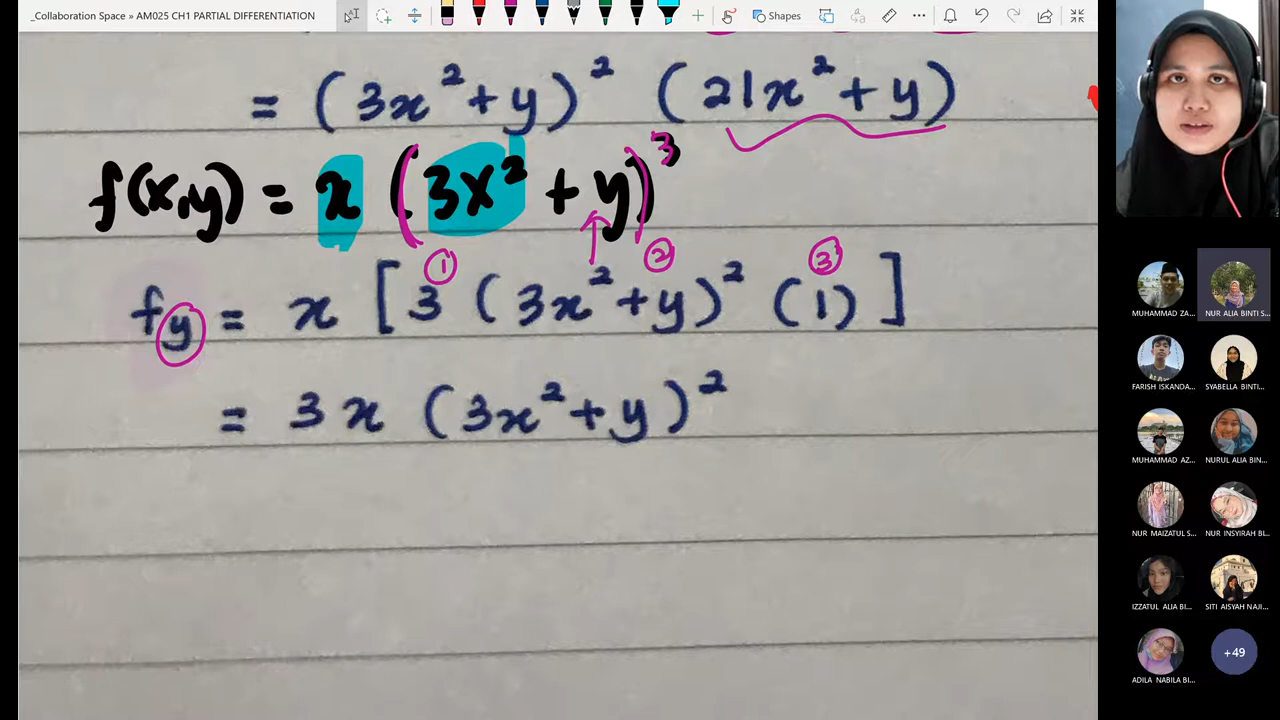 _Collaboration Space » AM025 CH1 PARTIAL DIFFERENTIATION
Shapes
= (3x² + y)² (21x² + y)
f(x,y) = x (3x² + y)³
① ② ③
fy = x [ 3 (3x² + y)² (1) ]
= 3x (3x² + y)²
MUHAMMAD ZA...
NUR ALIA BINTI S...
FARISH ISKANDA...
SYABELLA BINTI...
MUHAMMAD AZ...
NURUL ALIA BIN...
NUR MAIZATUL S...
NUR INSYIRAH BI...
IZZATUL ALIA BI...
SITI AISYAH NAJI...
ADILA NABILA BI...
+49